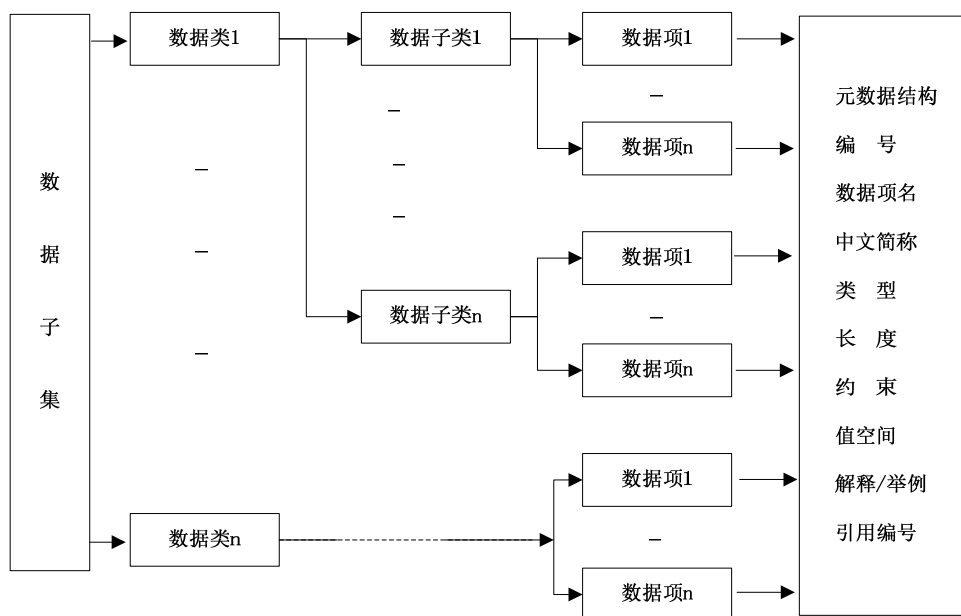 数据子集
数据类1
数据类n
数据子类1
数据子类n
数据项1
数据项n
数据项1
数据项n
数据项1
数据项n
元数据结构
编 号
数据项名
中文简称
类 型
长 度
约 束
值空间
解释/举例
引用编号